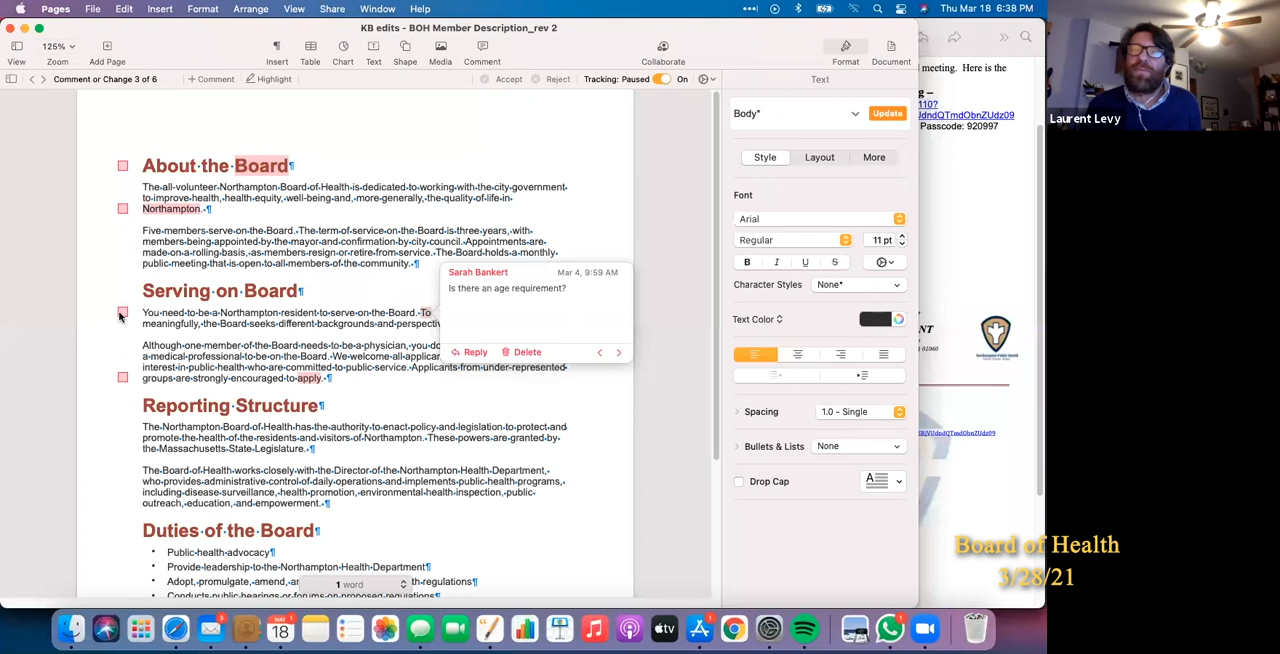 Pages File Edit Insert Format Arrange View Share Window Help Thu Mar 18 6:38 PM
KB edits - BOH Member Description_rev 2
125%
View Zoom Add Page Insert Table Chart Text Shape Media Comment Collaborate Format Document
Comment or Change 3 of 6 Comment Highlight Accept Reject Tracking: Paused On
Text
Body* Update
Style Layout More
Font
Arial
Regular 11 pt
B I U S
Character Styles None*
Text Color
Spacing 1.0 - Single
Bullets & Lists None
Drop Cap
About the Board¶
The all-volunteer Northampton Board of Health is dedicated to working with the city government
to improve health, health equity, well-being and, more generally, the quality of life in
Northampton. ¶
Five members serve on the Board. The term of service on the Board is three years, with
members being appointed by the mayor and confirmation by city council. Appointments are
made on a rolling basis, as members resign or retire from service. The Board holds a monthly
public meeting that is open to all members of the community. ¶
Serving on Board¶
You need to be a Northampton resident to serve on the Board. To
meaningfully, the Board seeks different backgrounds and perspectiv
Although one member of the Board needs to be a physician, you do
a medical professional to be on the Board. We welcome all applicar
interest in public health who are committed to public service. Applicants from under-represented
groups are strongly encouraged to apply. ¶
Sarah Bankert Mar 4, 9:59 AM
Is there an age requirement?
Reply Delete
Reporting Structure¶
The Northampton Board of Health has the authority to enact policy and legislation to protect and
promote the health of the residents and visitors of Northampton. These powers are granted by
the Massachusetts State Legislature. ¶
The Board of Health works closely with the Director of the Northampton Health Department,
who provides administrative control of daily operations and implements public health programs,
including disease surveillance, health promotion, environmental health inspection, public
outreach, education, and empowerment. ¶
Duties of the Board¶
• Public health advocacy¶
• Provide leadership to the Northampton Health Department¶
• Adopt, promulgate, amend, ar th regulations¶
• Conducts public hearings or forums on proposed regulations¶
1 word
meeting. Here is the
g –
110?
JdndQTmdObnZUdz09
Passcode: 920997
NT
01060
Laurent Levy
Board of Health
3/28/21
MAI
18
tv